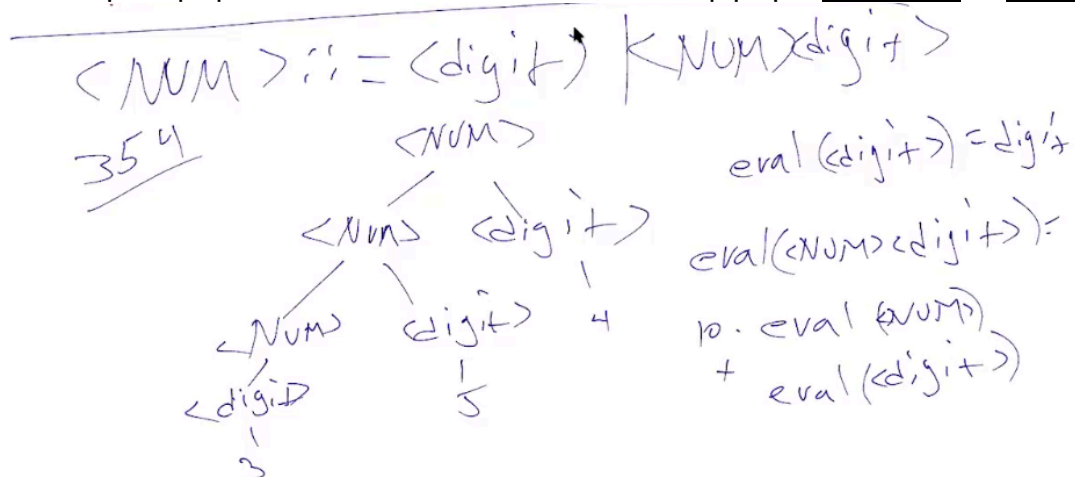 <NUM> ::= <digit> | <NUM><digit>
354
<NUM>
<Num> <digit>
<Num> <digit> 4
<digit> 5
3
eval(<digit>) = digit
eval(<NUM><digit>) =
10 . eval(<NUM>)
+ eval(<digit>)